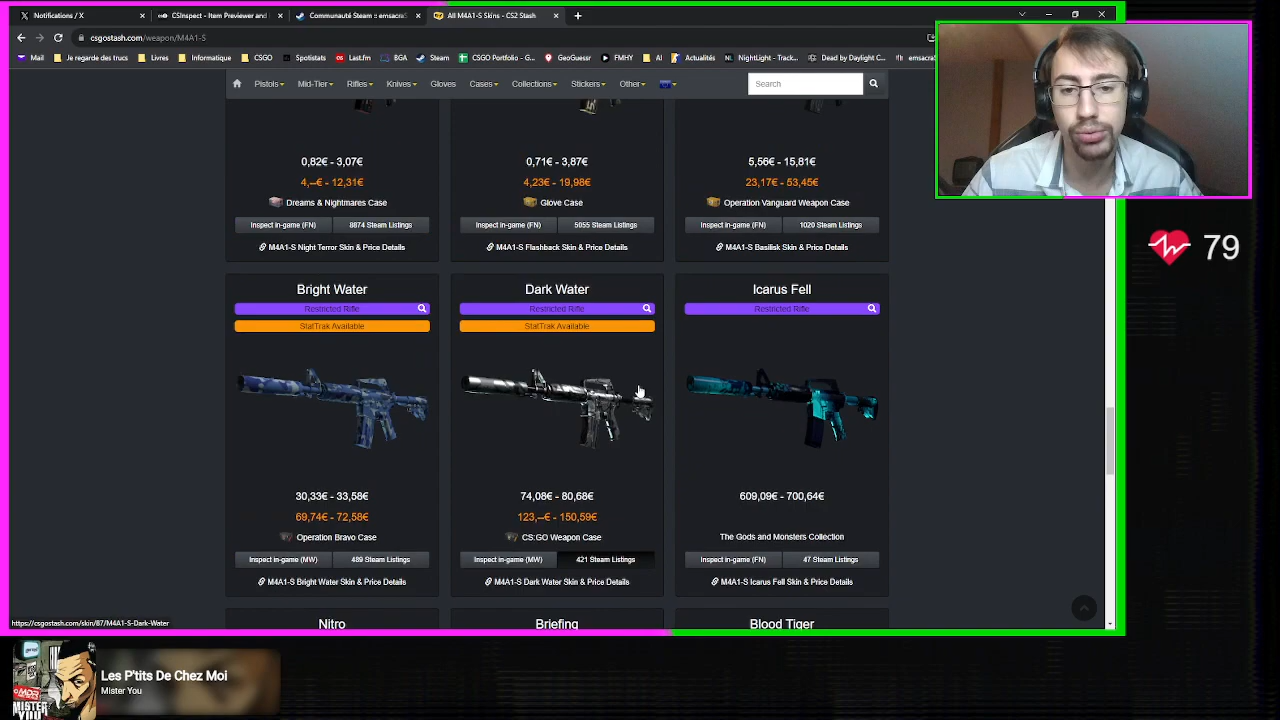 Notifications / X
CSInspect - Item Previewer and
Communauté Steam :: emsacra
All M4A1-S Skins - CS2 Stash
csgostash.com/weapon/M4A1-S
Mail
Je regarde des trucs
Livres
Informatique
CSGO
Spotistats
Last.fm
BGA
Steam
CSGO Portfolio - G...
GeoGuessr
FMHY
AI
Actualités
NightLight - Track...
Dead by Daylight C...
emsacra
Pistols
Mid-Tier
Rifles
Knives
Gloves
Cases
Collections
Stickers
Other
Search
0,82€ - 3,07€
0,71€ - 3,87€
5,56€ - 15,81€
4,--€ - 12,31€
4,23€ - 19,98€
23,17€ - 53,45€
Dreams & Nightmares Case
Glove Case
Operation Vanguard Weapon Case
Inspect in-game (FN)
8874 Steam Listings
Inspect in-game (FN)
5055 Steam Listings
Inspect in-game (FN)
1020 Steam Listings
M4A1-S Night Terror Skin & Price Details
M4A1-S Flashback Skin & Price Details
M4A1-S Basilisk Skin & Price Details
79
Bright Water
Dark Water
Icarus Fell
Restricted Rifle
Restricted Rifle
Restricted Rifle
StatTrak Available
StatTrak Available
30,33€ - 33,58€
74,08€ - 80,68€
609,09€ - 700,64€
69,74€ - 72,58€
123,--€ - 150,59€
Operation Bravo Case
CS:GO Weapon Case
The Gods and Monsters Collection
Inspect in-game (MW)
489 Steam Listings
Inspect in-game (MW)
421 Steam Listings
Inspect in-game (FN)
47 Steam Listings
M4A1-S Bright Water Skin & Price Details
M4A1-S Dark Water Skin & Price Details
M4A1-S Icarus Fell Skin & Price Details
https://csgostash.com/skin/87/M4A1-S-Dark-Water
Nitro
Briefing
Blood Tiger
Les P'tits De Chez Moi
Mister You
MISTER
YOU